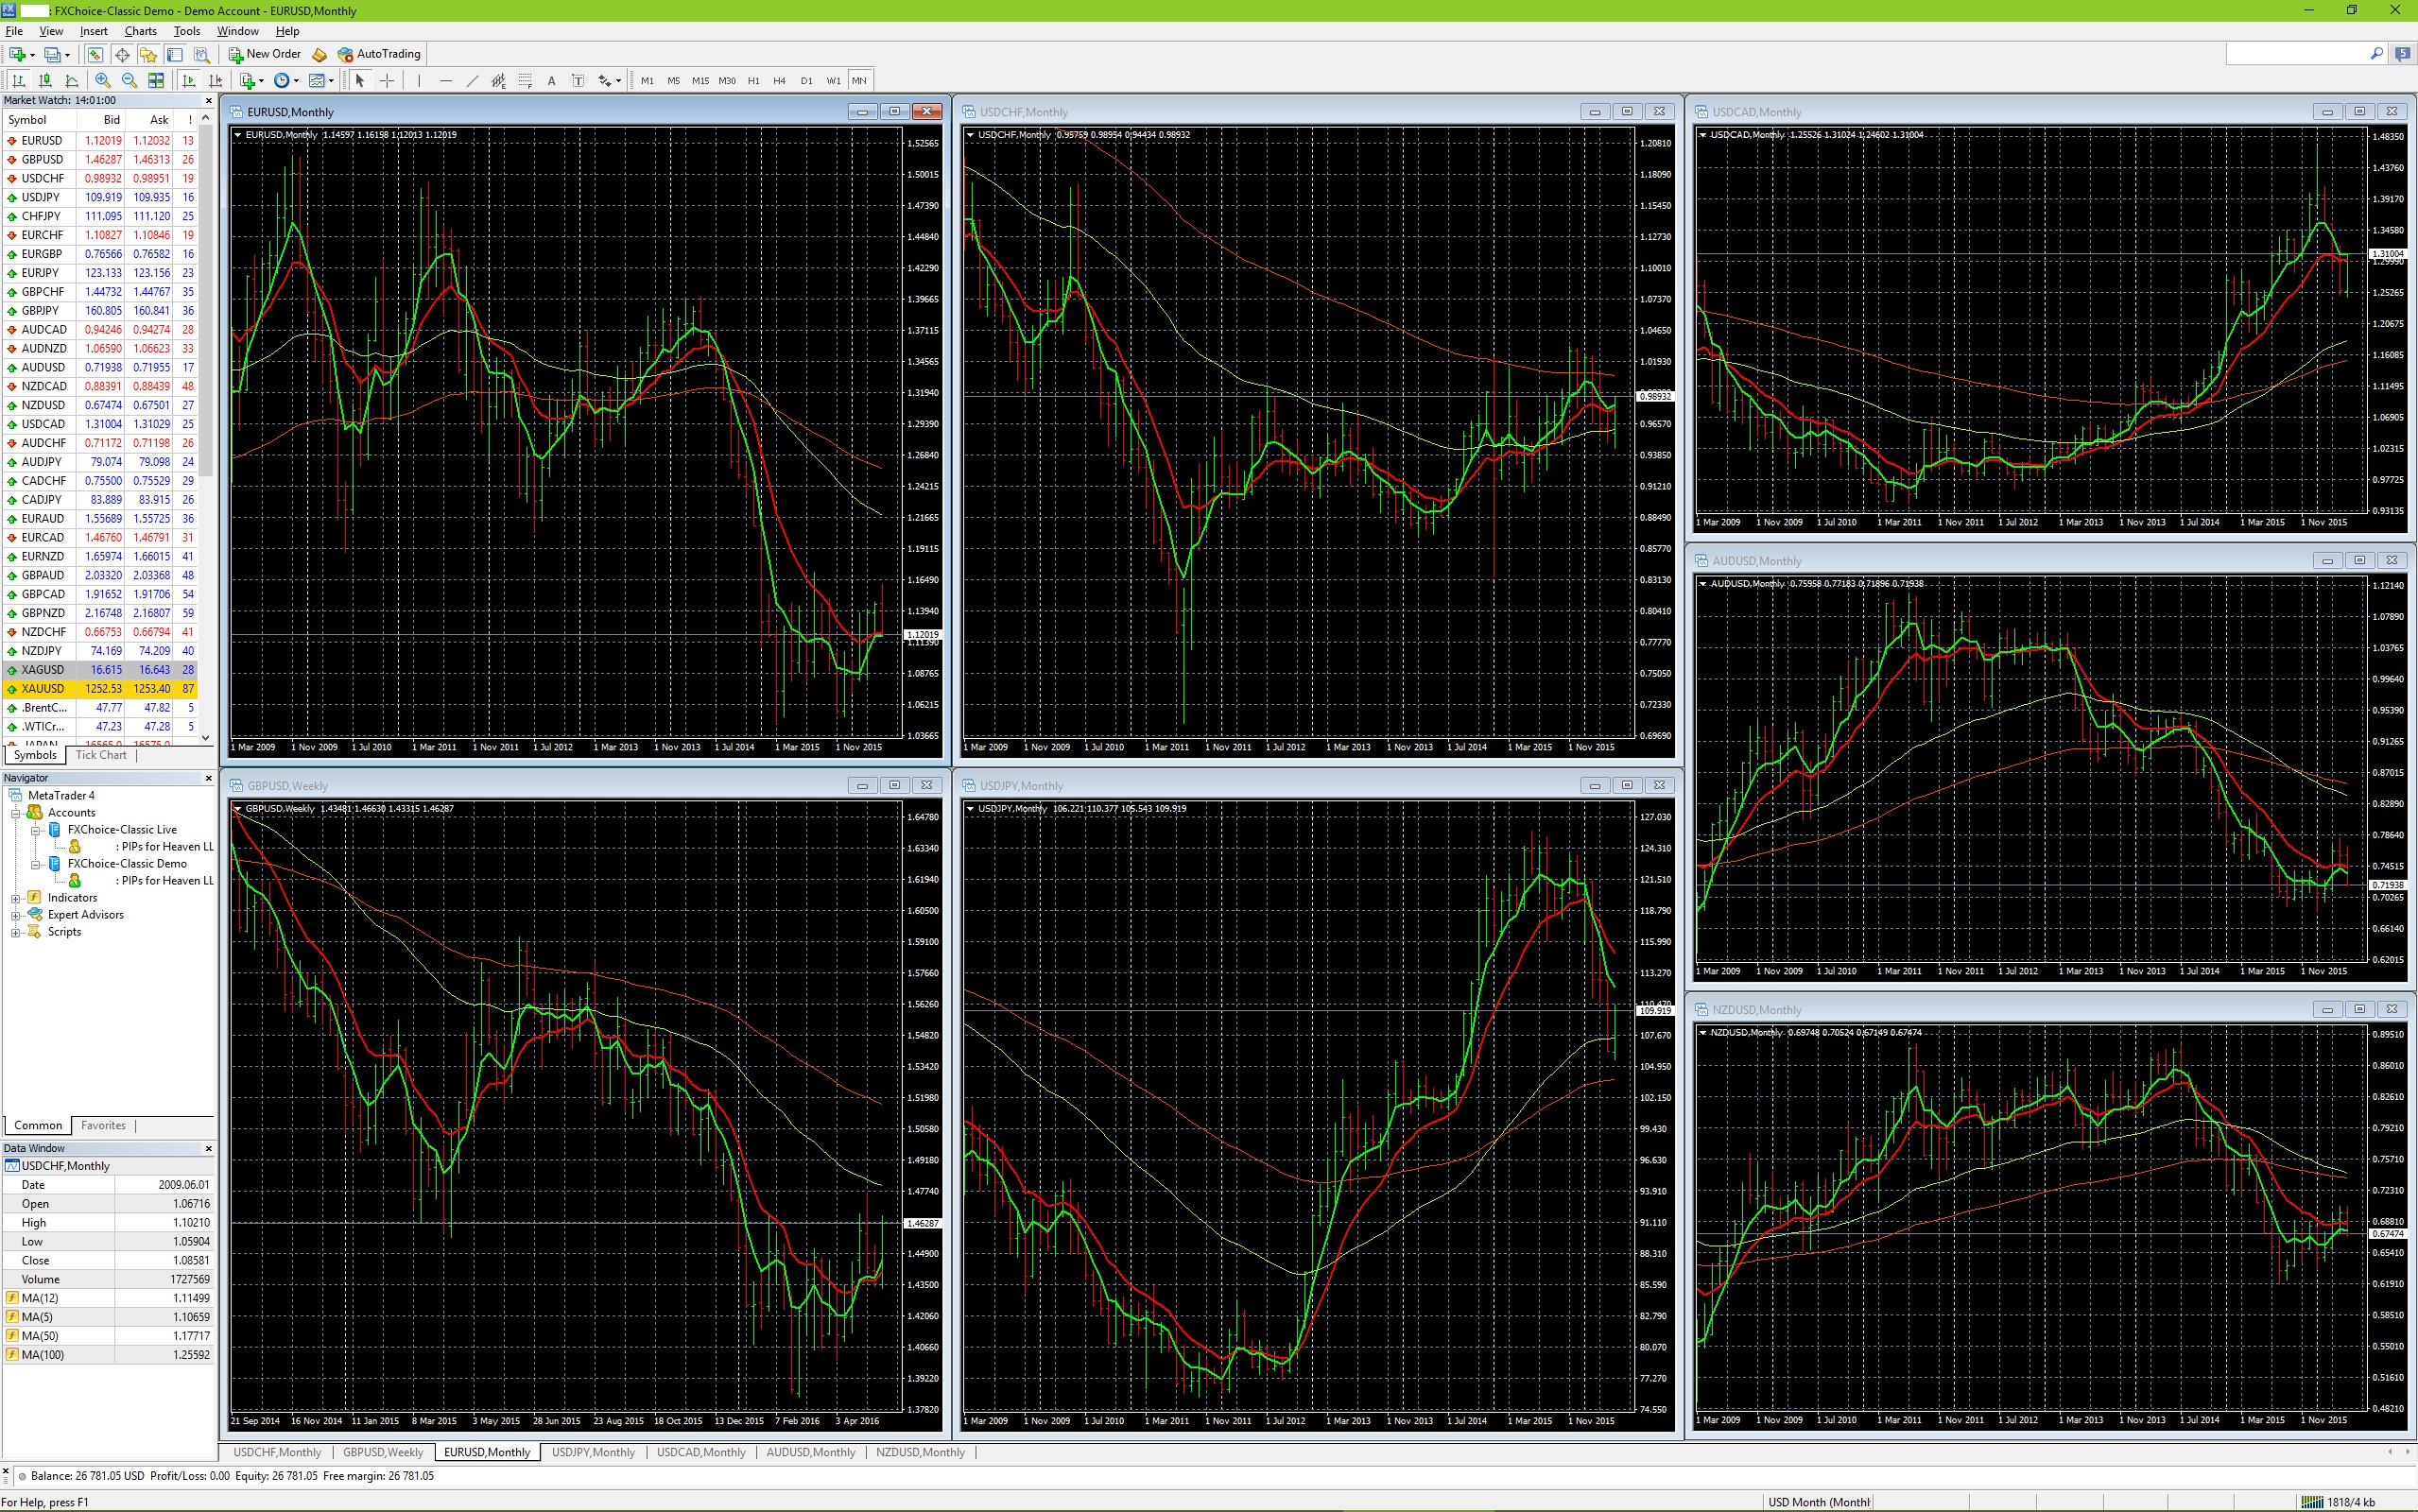 : FXChoice-Classic Demo - Demo Account - EURUSD,Monthly
File View Insert Charts Tools Window Help
New Order AutoTrading
5
A T M1 M5 M15 M30 H1 H4 D1 W1 MN
Market Watch: 14:01:00
Symbol Bid Ask !
EURUSD 1.12019 1.12032 13
GBPUSD 1.46287 1.46313 26
USDCHF 0.98932 0.98951 19
USDJPY 109.919 109.935 16
CHFJPY 111.095 111.120 25
EURCHF 1.10827 1.10846 19
EURGBP 0.76566 0.76582 16
EURJPY 123.133 123.156 23
GBPCHF 1.44732 1.44767 35
GBPJPY 160.805 160.841 36
AUDCAD 0.94246 0.94274 28
AUDNZD 1.06590 1.06623 33
AUDUSD 0.71938 0.71955 17
NZDCAD 0.88391 0.88439 48
NZDUSD 0.67474 0.67501 27
USDCAD 1.31004 1.31029 25
AUDCHF 0.71172 0.71198 26
AUDJPY 79.074 79.098 24
CADCHF 0.75500 0.75529 29
CADJPY 83.889 83.915 26
EURAUD 1.55689 1.55725 36
EURCAD 1.46760 1.46791 31
EURNZD 1.65974 1.66015 41
GBPAUD 2.03320 2.03368 48
GBPCAD 1.91652 1.91706 54
GBPNZD 2.16748 2.16807 59
NZDCHF 0.66753 0.66794 41
NZDJPY 74.169 74.209 40
XAGUSD 16.615 16.643 28
XAUUSD 1252.53 1253.40 87
.BrentC... 47.77 47.82 5
.WTICr... 47.23 47.28 5
Symbols Tick Chart
Navigator
MetaTrader 4
Accounts
FXChoice-Classic Live
: PIPs for Heaven LL
FXChoice-Classic Demo
: PIPs for Heaven LL
Indicators
Expert Advisors
Scripts
Common Favorites
Data Window
USDCHF,Monthly
Date 2009.06.01
Open 1.06716
High 1.10210
Low 1.05904
Close 1.08581
Volume 1727569
MA(12) 1.11499
MA(5) 1.10659
MA(50) 1.17717
MA(100) 1.25592
EURUSD,Monthly
EURUSD,Monthly 1.14597 1.16158 1.12013 1.12019
1.52565
1.50015
1.47390
1.44840
1.42290
1.39665
1.37115
1.34565
1.31940
1.29390
1.26840
1.24215
1.21665
1.19115
1.16490
1.13940
1.12019
1.08765
1.06215
1.03665
1 Mar 2009 1 Nov 2009 1 Jul 2010 1 Mar 2011 1 Nov 2011 1 Jul 2012 1 Mar 2013 1 Nov 2013 1 Jul 2014 1 Mar 2015 1 Nov 2015
USDCHF,Monthly
USDCHF,Monthly 0.95759 0.98954 0.94434 0.98932
1.20810
1.18090
1.15450
1.12730
1.10010
1.07370
1.04650
1.01930
0.98932
0.96570
0.93850
0.91210
0.88490
0.85770
0.83130
0.80410
0.77770
0.75050
0.72330
0.69690
1 Mar 2009 1 Nov 2009 1 Jul 2010 1 Mar 2011 1 Nov 2011 1 Jul 2012 1 Mar 2013 1 Nov 2013 1 Jul 2014 1 Mar 2015 1 Nov 2015
USDCAD,Monthly
USDCAD,Monthly 1.25526 1.31024 1.24602 1.31004
1.48350
1.43760
1.39170
1.34580
1.31004
1.29990
1.25265
1.20675
1.16085
1.11495
1.06905
1.02315
0.97725
0.93135
1 Mar 2009 1 Nov 2009 1 Jul 2010 1 Mar 2011 1 Nov 2011 1 Jul 2012 1 Mar 2013 1 Nov 2013 1 Jul 2014 1 Mar 2015 1 Nov 2015
AUDUSD,Monthly
AUDUSD,Monthly 0.75958 0.77183 0.71896 0.71938
1.12140
1.07890
1.03765
0.99640
0.95390
0.91265
0.87015
0.82890
0.78640
0.74515
0.71938
0.70265
0.66140
0.62015
1 Mar 2009 1 Nov 2009 1 Jul 2010 1 Mar 2011 1 Nov 2011 1 Jul 2012 1 Mar 2013 1 Nov 2013 1 Jul 2014 1 Mar 2015 1 Nov 2015
GBPUSD,Weekly
GBPUSD,Weekly 1.43481 1.46630 1.43315 1.46287
1.64780
1.63340
1.61940
1.60500
1.59100
1.57660
1.56260
1.54820
1.53420
1.51980
1.50580
1.49180
1.47740
1.46287
1.44900
1.43500
1.42060
1.40660
1.39220
1.37820
21 Sep 2014 16 Nov 2014 11 Jan 2015 8 Mar 2015 3 May 2015 28 Jun 2015 23 Aug 2015 18 Oct 2015 13 Dec 2015 7 Feb 2016 3 Apr 2016
USDJPY,Monthly
USDJPY,Monthly 106.221 110.377 105.543 109.919
127.030
124.310
121.510
118.790
115.990
113.270
110.470
109.919
107.670
104.950
102.150
99.430
96.630
93.910
91.110
88.310
85.590
82.790
80.070
77.270
74.550
1 Mar 2009 1 Nov 2009 1 Jul 2010 1 Mar 2011 1 Nov 2011 1 Jul 2012 1 Mar 2013 1 Nov 2013 1 Jul 2014 1 Mar 2015 1 Nov 2015
NZDUSD,Monthly
NZDUSD,Monthly 0.69748 0.70524 0.67149 0.67474
0.89510
0.86010
0.82610
0.79210
0.75710
0.72310
0.68810
0.67474
0.65410
0.61910
0.58510
0.55010
0.51610
0.48210
1 Mar 2009 1 Nov 2009 1 Jul 2010 1 Mar 2011 1 Nov 2011 1 Jul 2012 1 Mar 2013 1 Nov 2013 1 Jul 2014 1 Mar 2015 1 Nov 2015
USDCHF,Monthly GBPUSD,Weekly EURUSD,Monthly USDJPY,Monthly USDCAD,Monthly AUDUSD,Monthly NZDUSD,Monthly
Balance: 26 781.05 USD Profit/Loss: 0.00 Equity: 26 781.05 Free margin: 26 781.05
For Help, press F1
USD Month (Monthl
1818/4 kb